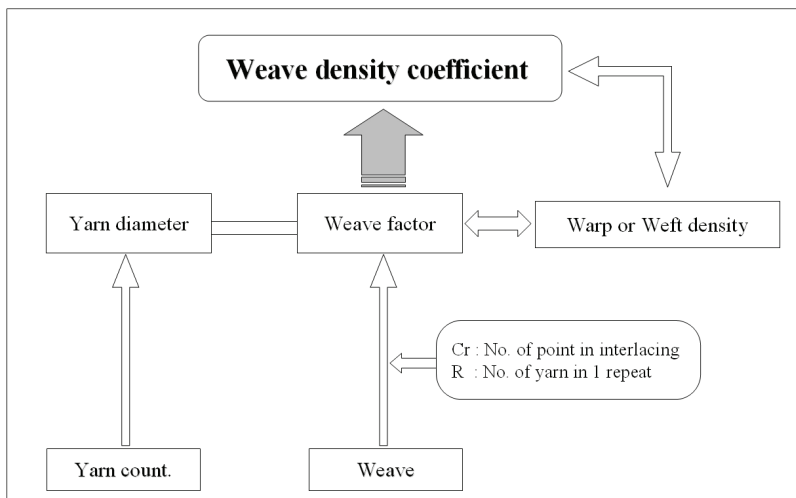 Weave density coefficient
Yarn diameter
Weave factor
Warp or Weft density
Cr : No. of point in interlacing
R : No. of yarn in 1 repeat
Yarn count.
Weave